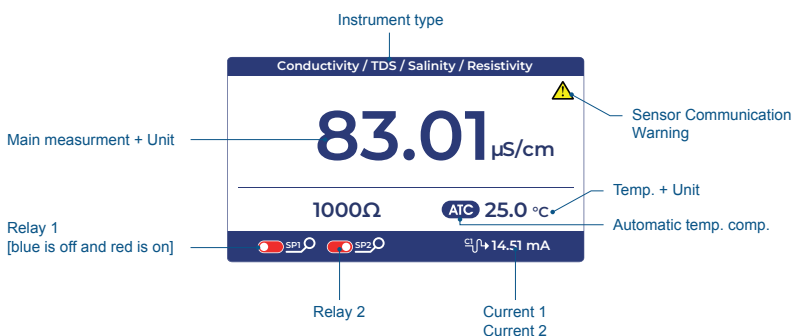 Instrument type
Conductivity / TDS / Salinity / Resistivity
83.01 µS/cm
Main measurment + Unit
Sensor Communication
Warning
1000Ω
ATC 25.0 °C
Temp. + Unit
Automatic temp. comp.
Relay 1
[blue is off and red is on]
SP1
SP2
C1 14.51 mA
Relay 2
Current 1
Current 2